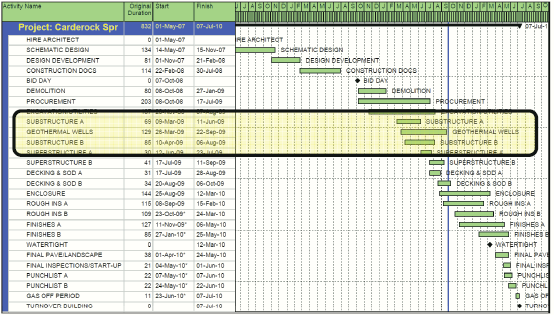 Activity Name Original Duration Start Finish J J A S O N D J F M A M J J A S O N D J F M A M J J A S O N D J F M A M J J A S O
Project: Carderock Spr 832 01-May-07 07-Jul-10 07-Jul-1
HIRE ARCHITECT 0 01-May-07 IRE ARCHITECT
SCHEMATIC DESIGN 134 14-May-07 15-Nov-07 SCHEMATIC DESIGN
DESIGN DEVELOPMENT 81 01-Nov-07 21-Feb-08 DESIGN DEVELOPMENT
CONSTRUCTION DOCS 114 22-Feb-08 30-Jul-08 CONSTRUCTION DOCS
BID DAY 0 07-Oct-08 BID DAY
DEMOLITION 80 08-Oct-08 27-Jan-09 DEMOLITION
PROCUREMENT 203 08-Oct-08 17-Jul-09 PROCUREMENT
SUBSTRUCTURE A 69 09-Mar-09 11-Jun-09 SUBSTRUCTURE A
GEOTHERMAL WELLS 129 26-Mar-09 22-Sep-09 GEOTHERMAL WELLS
SUBSTRUCTURE B 85 10-Apr-09 06-Aug-09 SUBSTRUCTURE B
SUPERSTRUCTURE A SUPERSTRUCTURE A
SUPERSTRUCTURE B 41 17-Jul-09 11-Sep-09 SUPERSTRUCTURE B
DECKING & SOD A 31 17-Jul-09 28-Aug-09 DECKING & SOD A
DECKING & SOD B 34 20-Aug-09 06-Oct-09 DECKING & SOD B
ENCLOSURE 144 25-Aug-09 12-Mar-10 ENCLOSURE
ROUGH INS A 115 08-Sep-09 15-Feb-10 ROUGH INS A
ROUGH INS B 109 23-Oct-09* 24-Mar-10 ROUGH INS B
FINISHES A 127 11-Nov-09* 06-May-10 FINISHES A
FINISHES B 85 27-Jan-10* 25-May-10 FINISHES B
WATERTIGHT 0 12-Mar-10 WATERTIGHT
FINAL PAVE/LANDSCAPE 38 01-Apr-10* 24-May-10 FINAL PAVE
FINAL INSPECTIONS/START-UP 21 04-May-10* 01-Jun-10 FINAL INSP
PUNCHLIST A 22 07-May-10* 07-Jun-10 PUNCHLIS
PUNCHLIST B 22 24-May-10* 07-Jun-10 PUNCHLIS
GAS OFF PERIOD 11 23-Jun-10* 07-Jul-10 GAS OF
TURNOVER BUILDING 0 07-Jul-10 TURNO